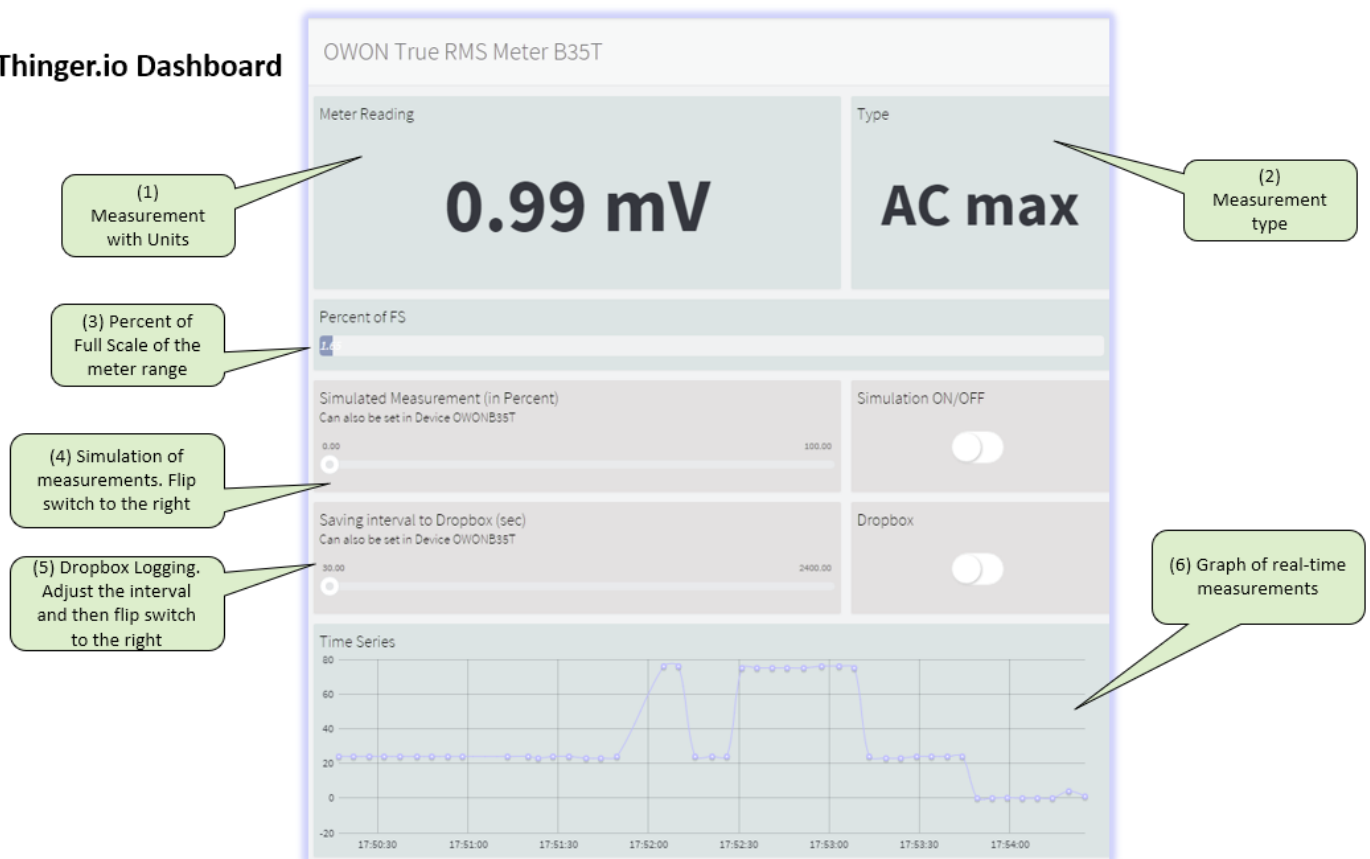 Thinger.io Dashboard
OWON True RMS Meter B35T
Meter Reading
0.99 mV
Type
AC max
(1)
Measurement
with Units
(2)
Measurement
type
Percent of FS
(3) Percent of
Full Scale of the
meter range
Simulated Measurement (in Percent)
Can also be set in Device OWONB35T
0.00
100.00
Simulation ON/OFF
(4) Simulation of
measurements. Flip
switch to the right
Saving interval to Dropbox (sec)
Can also be set in Device OWONB35T
30.00
2400.00
Dropbox
(5) Dropbox Logging.
Adjust the interval
and then flip switch
to the right
(6) Graph of real-time
measurements
Time Series
80
60
40
20
0
-20
17:50:30
17:51:00
17:51:30
17:52:00
17:52:30
17:53:00
17:53:30
17:54:00